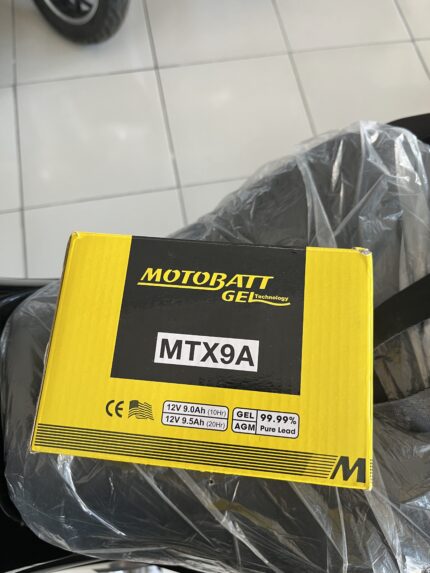 MOTOBATT
GEL Technology
MTX9A
CE
12V 9.0Ah (10Hr)
12V 9.5Ah (20Hr)
GEL
AGM
99.99%
Pure Lead
M